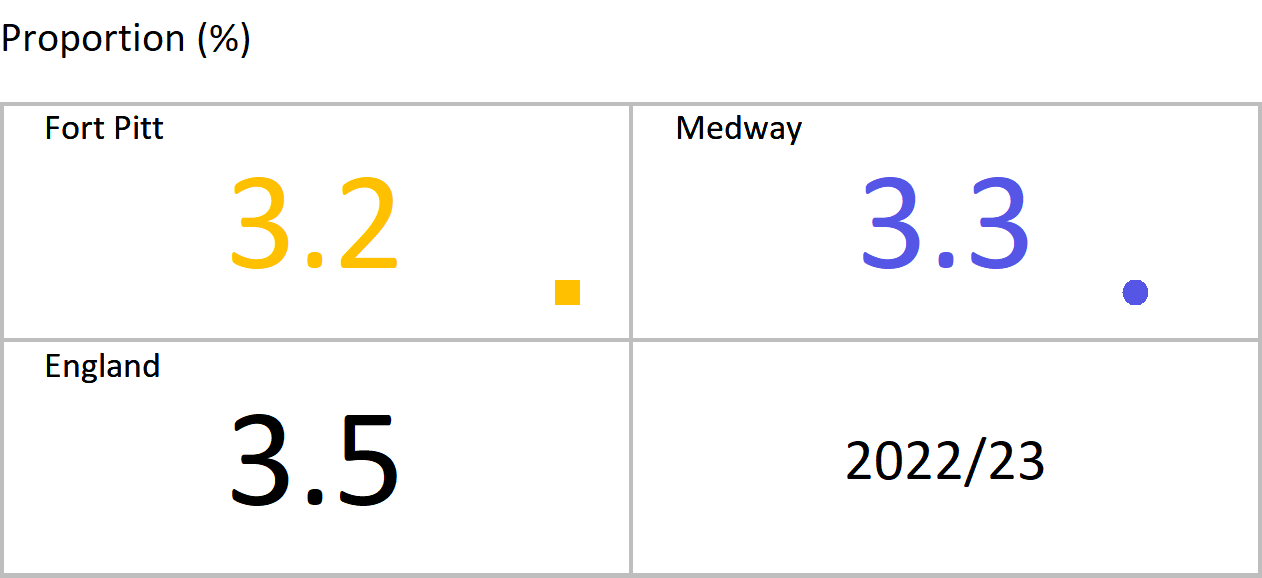 Proportion (%)
Fort Pitt
3.2
Medway
3.3
England
3.5
2022/23